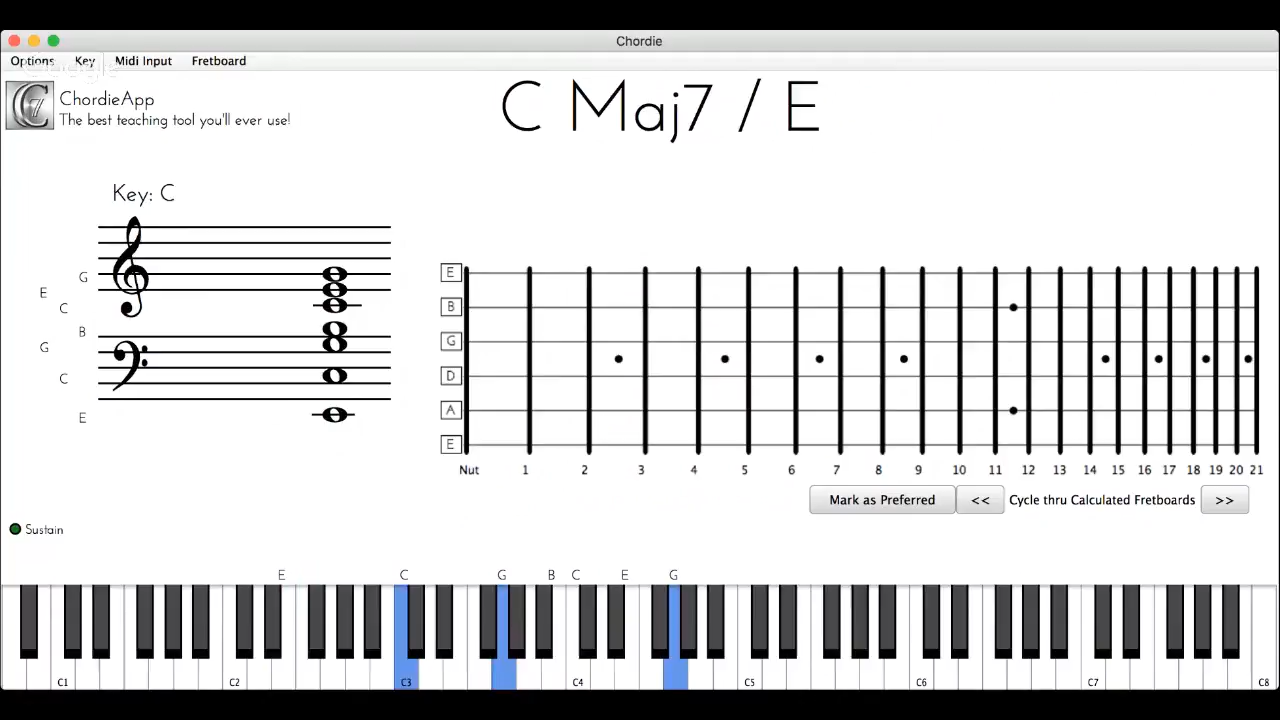 Chordie
Options Key Midi Input Fretboard
ChordieApp
The best teaching tool you'll ever use!
C Maj7 / E
Key: C
G
E
C
B
G
C
E
E
B
G
D
A
E
Nut 1 2 3 4 5 6 7 8 9 10 11 12 13 14 15 16 17 18 19 20 21
Mark as Preferred << Cycle thru Calculated Fretboards >>
Sustain
E C G B C E G
C1 C2 C3 C4 C5 C6 C7 C8